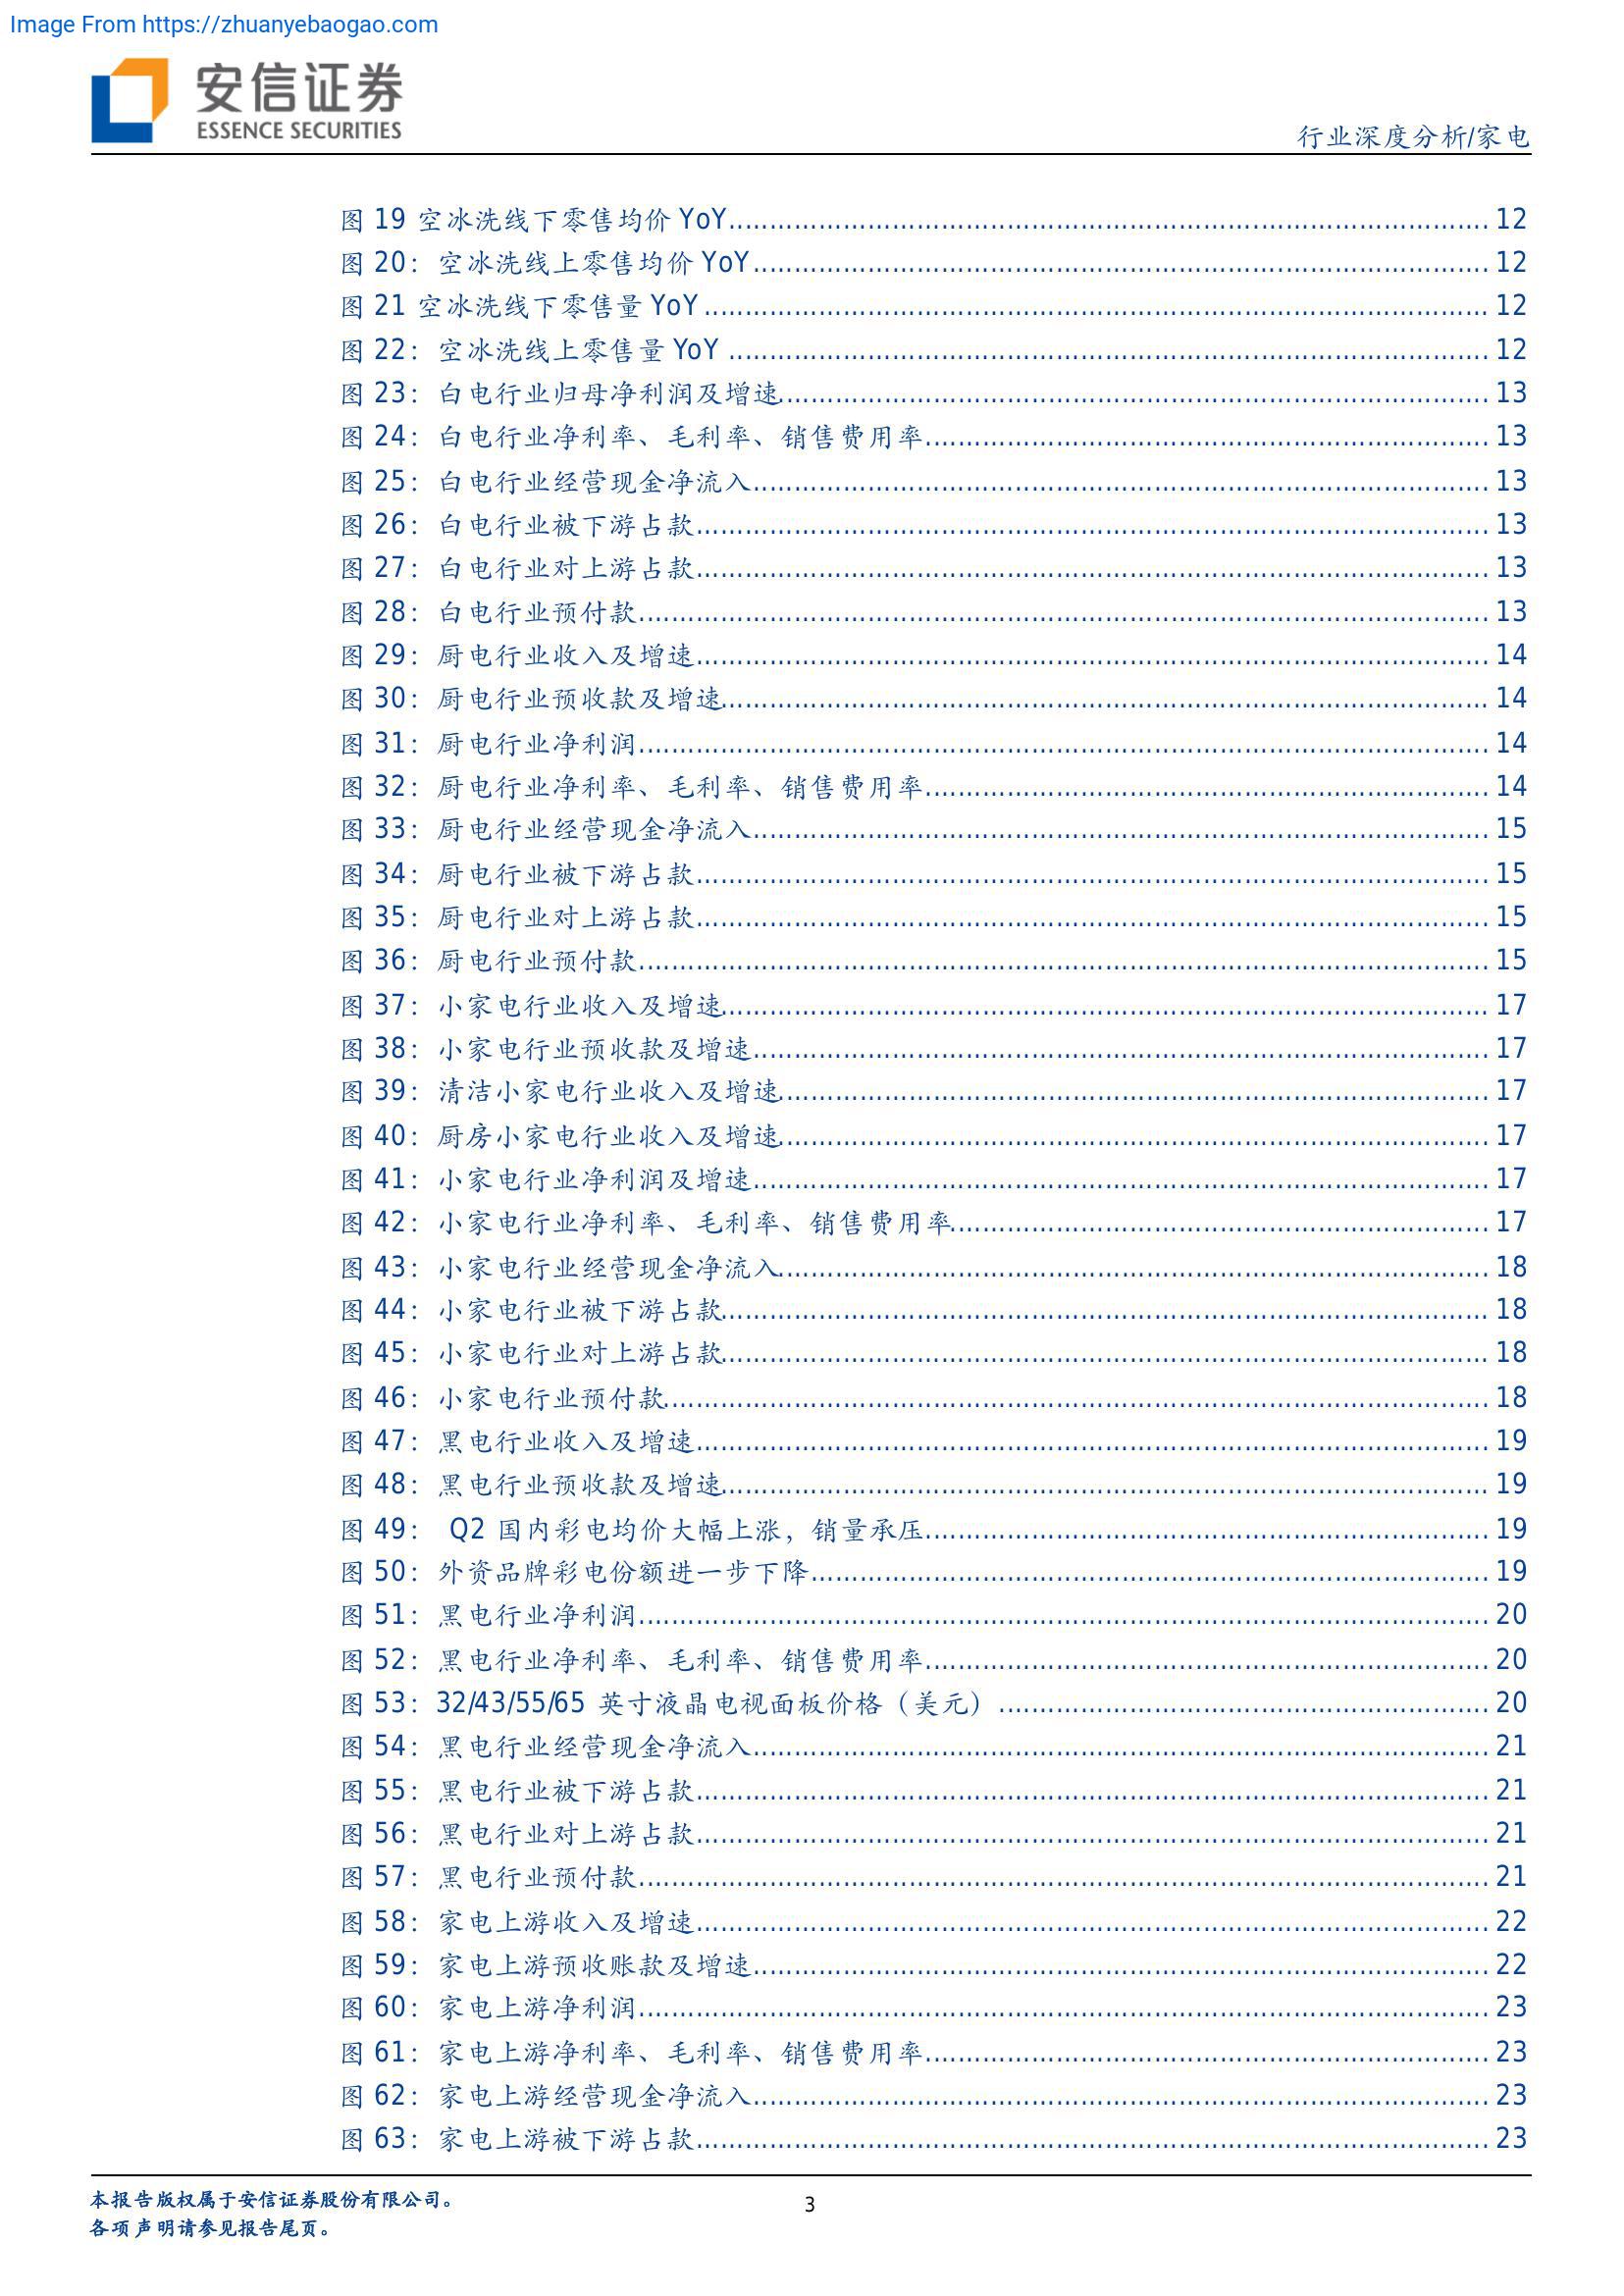 Image From https://zhuanyebaogao.com
安信证券
ESSENCE SECURITIES
行业深度分析/家电
图 19 空冰洗线下零售均价 YoY 12
图 20：空冰洗线上零售均价 YoY 12
图 21 空冰洗线下零售量 YoY 12
图 22：空冰洗线上零售量 YoY 12
图 23：白电行业归母净利润及增速 13
图 24：白电行业净利率、毛利率、销售费用率 13
图 25：白电行业经营现金净流入 13
图 26：白电行业被下游占款 13
图 27：白电行业对上游占款 13
图 28：白电行业预付款 13
图 29：厨电行业收入及增速 14
图 30：厨电行业预收款及增速 14
图 31：厨电行业净利润 14
图 32：厨电行业净利率、毛利率、销售费用率 14
图 33：厨电行业经营现金净流入 15
图 34：厨电行业被下游占款 15
图 35：厨电行业对上游占款 15
图 36：厨电行业预付款 15
图 37：小家电行业收入及增速 17
图 38：小家电行业预收款及增速 17
图 39：清洁小家电行业收入及增速 17
图 40：厨房小家电行业收入及增速 17
图 41：小家电行业净利润及增速 17
图 42：小家电行业净利率、毛利率、销售费用率 17
图 43：小家电行业经营现金净流入 18
图 44：小家电行业被下游占款 18
图 45：小家电行业对上游占款 18
图 46：小家电行业预付款 18
图 47：黑电行业收入及增速 19
图 48：黑电行业预收款及增速 19
图 49： Q2 国内彩电均价大幅上涨，销量承压 19
图 50：外资品牌彩电份额进一步下降 19
图 51：黑电行业净利润 20
图 52：黑电行业净利率、毛利率、销售费用率 20
图 53：32/43/55/65 英寸液晶电视面板价格（美元） 20
图 54：黑电行业经营现金净流入 21
图 55：黑电行业被下游占款 21
图 56：黑电行业对上游占款 21
图 57：黑电行业预付款 21
图 58：家电上游收入及增速 22
图 59：家电上游预收账款及增速 22
图 60：家电上游净利润 23
图 61：家电上游净利率、毛利率、销售费用率 23
图 62：家电上游经营现金净流入 23
图 63：家电上游被下游占款 23
本报告版权属于安信证券股份有限公司。
3
各项声明请参见报告尾页。